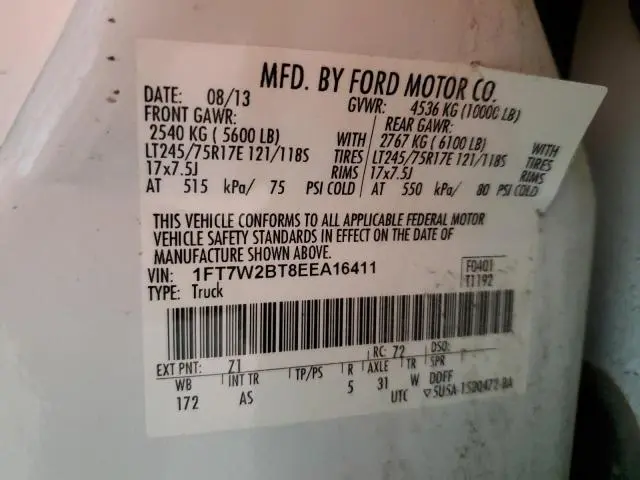 MFD. BY FORD MOTOR CO.
DATE: 08/13 GVWR: 4536 KG (10000 LB)
FRONT GAWR: REAR GAWR:
2540 KG ( 5600 LB) WITH 2767 KG ( 6100 LB) WITH
LT245/75R17E 121/118S TIRES LT245/75R17E 121/118S TIRES
17x7.5J RIMS 17x7.5J RIMS
AT 515 kPa/ 75 PSI COLD AT 550 kPa/ 80 PSI COLD
THIS VEHICLE CONFORMS TO ALL APPLICABLE FEDERAL MOTOR
VEHICLE SAFETY STANDARDS IN EFFECT ON THE DATE OF
MANUFACTURE SHOWN ABOVE.
VIN: 1FT7W2BT8EEA16411 F0401
TYPE: Truck T1192
EXT PNT: Z1 RC: 72 DSO:
WB INT TR TP/PS R AXLE TR SPR
172 AS 5 31 W DDFF
UTC